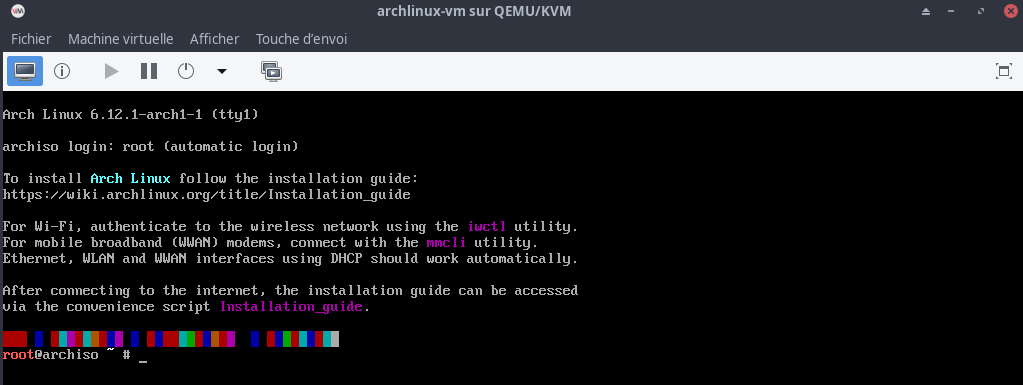 archlinux-vm sur QEMU/KVM
Fichier Machine virtuelle Afficher Touche d’envoi
Arch Linux 6.12.1-arch1-1 (tty1)
archiso login: root (automatic login)
To install Arch Linux follow the installation guide:
https://wiki.archlinux.org/title/Installation_guide
For Wi-Fi, authenticate to the wireless network using the iwctl utility.
For mobile broadband (WWAN) modems, connect with the mmcli utility.
Ethernet, WLAN and WWAN interfaces using DHCP should work automatically.
After connecting to the internet, the installation guide can be accessed
via the convenience script Installation_guide.
root@archiso ~ # _